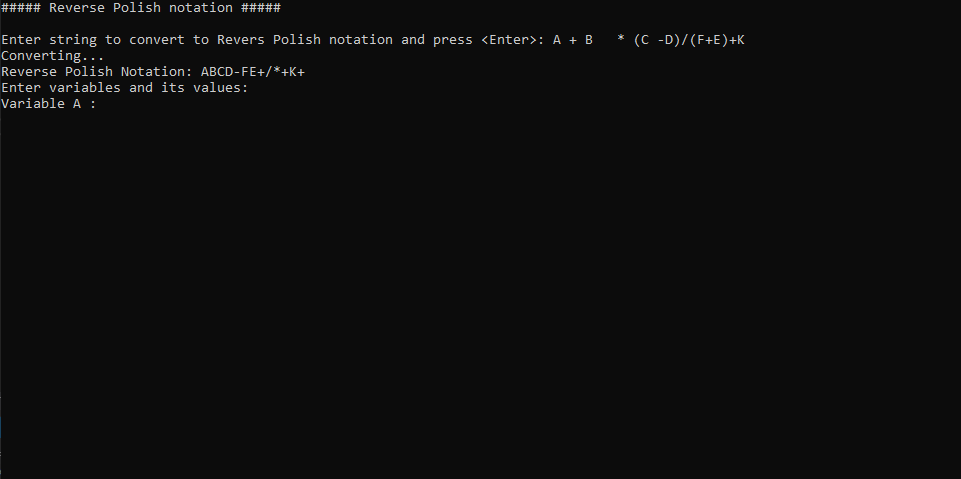 ##### Reverse Polish notation #####
Enter string to convert to Revers Polish notation and press <Enter>: A + B   * (C -D)/(F+E)+K
Converting...
Reverse Polish Notation: ABCD-FE+/*+K+
Enter variables and its values:
Variable A :